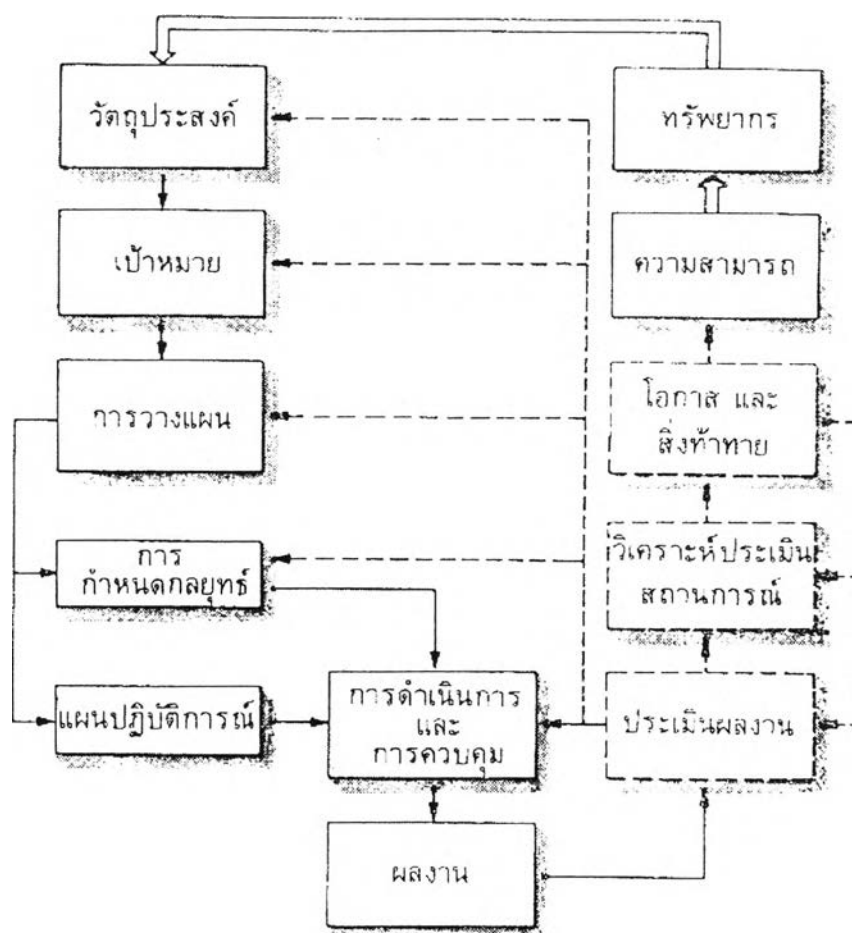 วัตถุประสงค์
ทรัพยากร
เป้าหมาย
ความสามารถ
การวางแผน
โอกาส และ
สิ่งท้าทาย
การ
กำหนดกลยุทธ์
วิเคราะห์ประเมิน
สถานการณ์
แผนปฏิบัติการณ์
การดำเนินการ
และ
การควบคุม
ประเมินผลงาน
ผลงาน